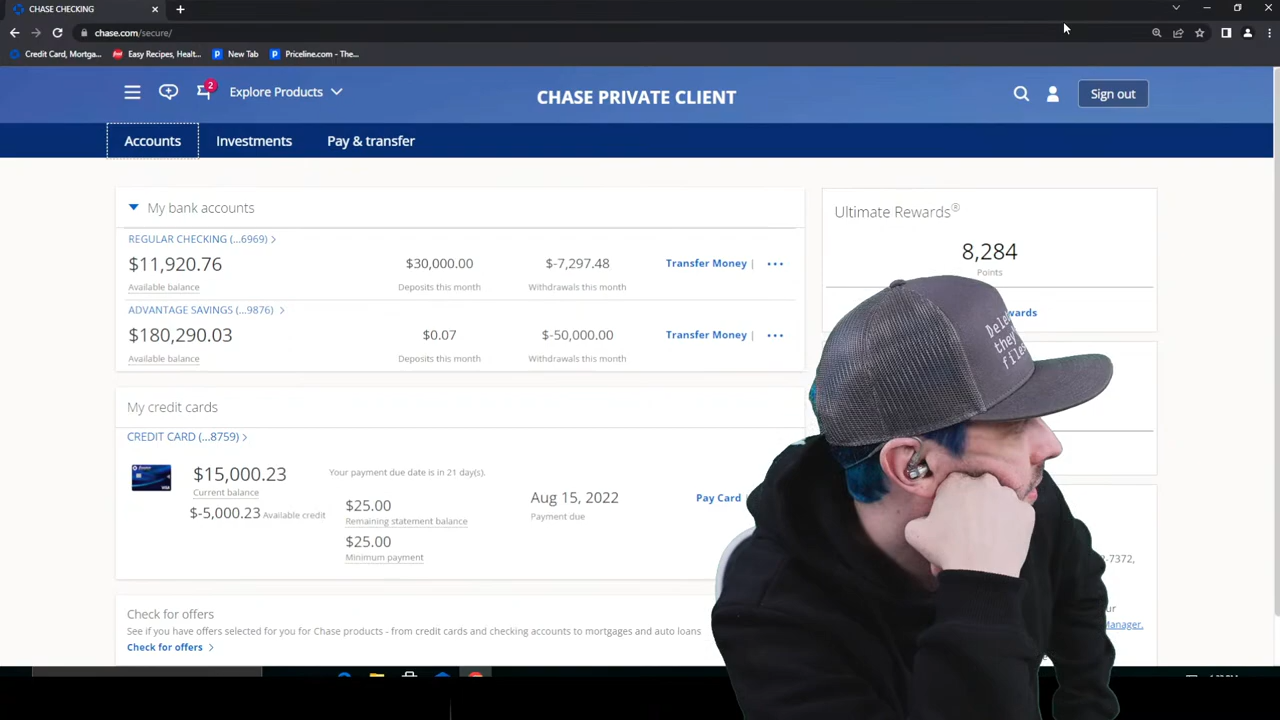 CHASE CHECKING
chase.com/secure/
Credit Card, Mortga...
Easy Recipes, Healt...
New Tab
Priceline.com - The...
2
Explore Products
CHASE PRIVATE CLIENT
Sign out
Accounts
Investments
Pay & transfer
My bank accounts
REGULAR CHECKING (...6969)
$11,920.76
$30,000.00
$-7,297.48
Transfer Money
Available balance
Deposits this month
Withdrawals this month
ADVANTAGE SAVINGS (...9876)
$180,290.03
$0.07
$-50,000.00
Transfer Money
Available balance
Deposits this month
Withdrawals this month
Ultimate Rewards®
8,284
Points
wards
My credit cards
CREDIT CARD (...8759)
$15,000.23
Current balance
$-5,000.23 Available credit
Your payment due date is in 21 day(s).
$25.00
Remaining statement balance
$25.00
Minimum payment
Aug 15, 2022
Payment due
Pay Card
-7372,
Manager.
Check for offers
See if you have offers selected for you for Chase products - from credit cards and checking accounts to mortgages and auto loans
Check for offers